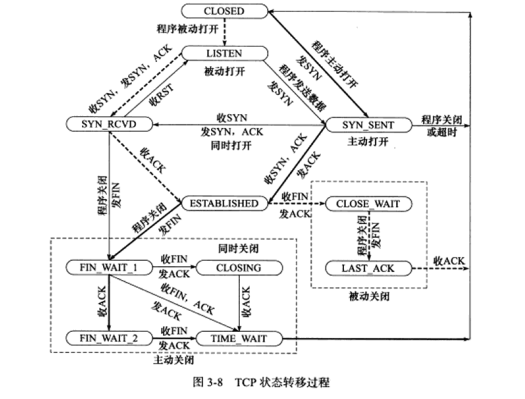 CLOSED
程序被动打开
LISTEN
被动打开
收SYN，发SYN，ACK
收RST
程序发送数据
发SYN
程序主动打开
发SYN
SYN_RCVD
收SYN
发SYN，ACK
同时打开
SYN_SENT
主动打开
程序关闭
或超时
收ACK
收SYN，ACK
发ACK
程序关闭
发FIN
ESTABLISHED
收FIN
发ACK
CLOSE_WAIT
程序关闭
发FIN
程序关闭
发FIN
LAST_ACK
收ACK
被动关闭
同时关闭
FIN_WAIT_1
收FIN
发ACK
CLOSING
收ACK
收FIN，ACK
发ACK
收ACK
FIN_WAIT_2
收FIN
发ACK
TIME_WAIT
主动关闭
图 3-8 TCP 状态转移过程